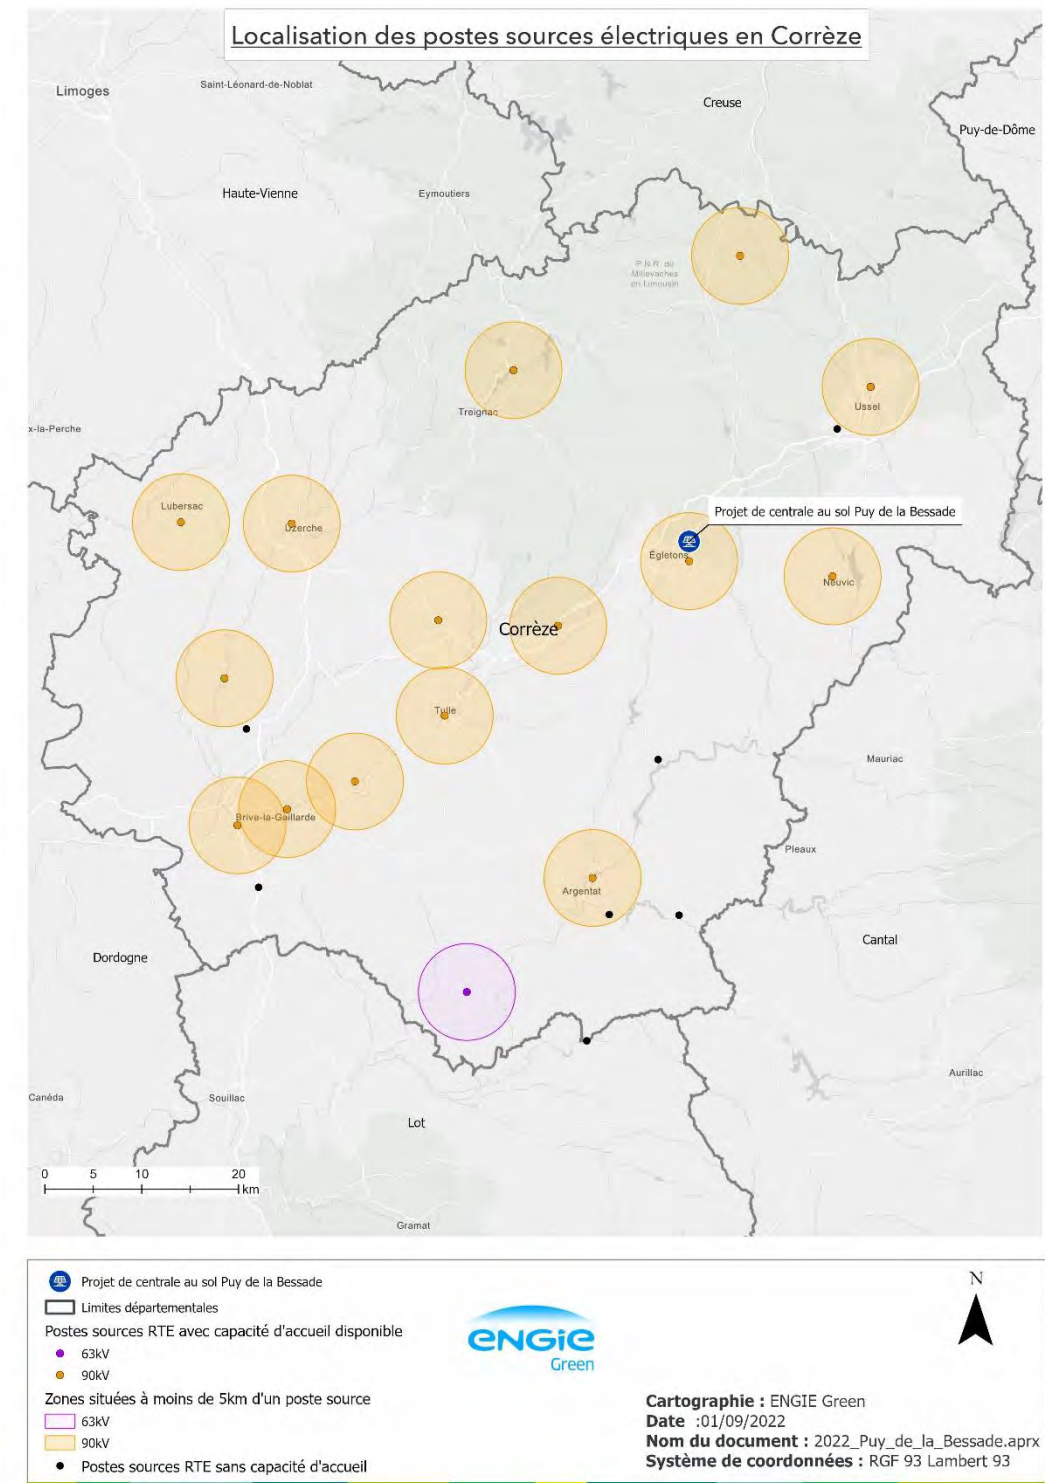 Localisation des postes sources électriques en Corrèze
Limoges
Saint-Léonard-de-Noblat
Creuse
Puy-de-Dôme
Haute-Vienne
Eymoutiers
P.N.R. du
Millevaches
en Limousin
Treignac
Ussel
x-la-Perche
Lubersac
Uzerche
Projet de centrale au sol Puy de la Bessade
Égletons
Neuvic
Corrèze
Tulle
Mauriac
Brive-la-Gaillarde
Pleaux
Argentat
Cantal
Dordogne
Aurillac
Canéda
Souillac
Lot
0 5 10 20
km
Gramat
Projet de centrale au sol Puy de la Bessade
Limites départementales
Postes sources RTE avec capacité d'accueil disponible
63kV
90kV
Zones situées à moins de 5km d'un poste source
63kV
90kV
Postes sources RTE sans capacité d'accueil
ENGIE
Green
N
Cartographie : ENGIE Green
Date :01/09/2022
Nom du document : 2022_Puy_de_la_Bessade.aprx
Système de coordonnées : RGF 93 Lambert 93